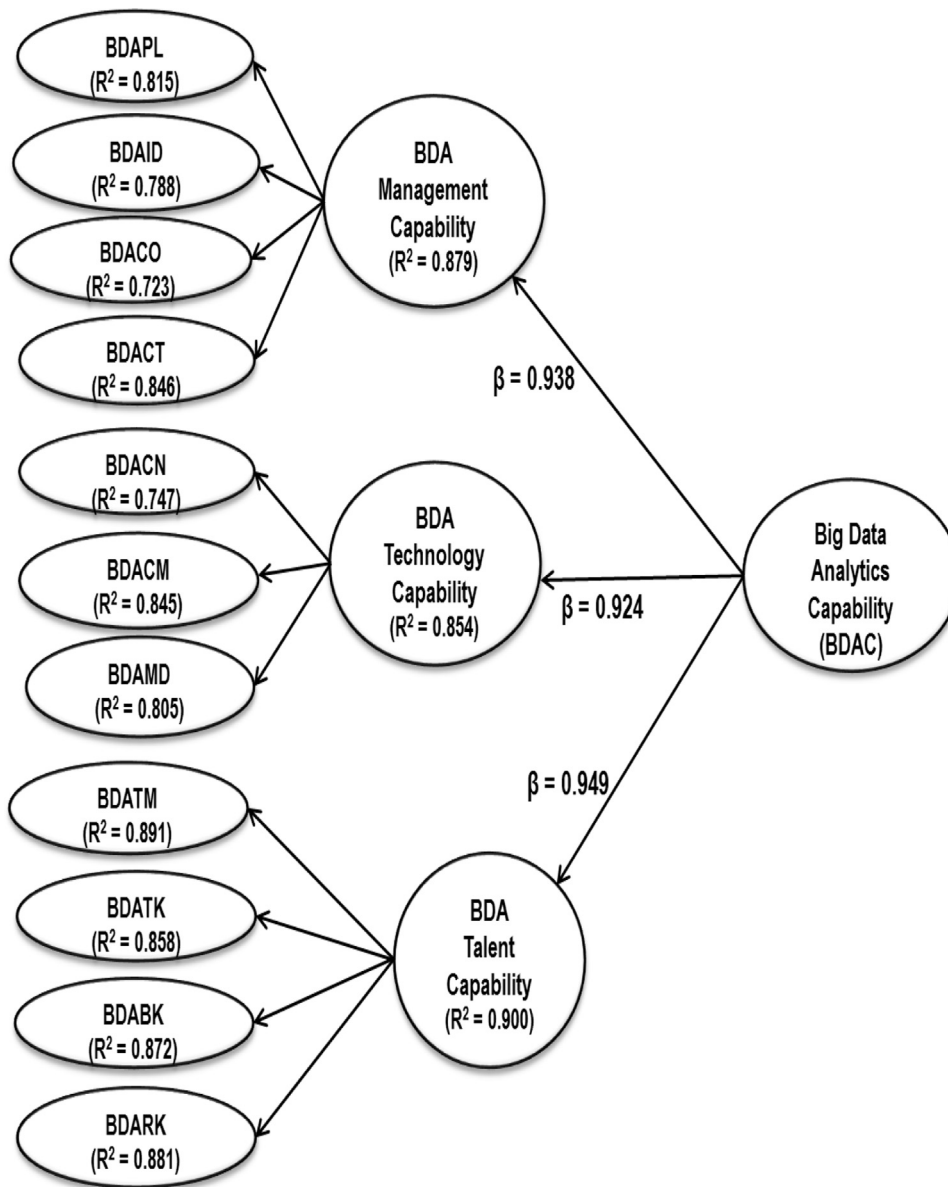 BDAPL
(R² = 0.815)
BDAID
(R² = 0.788)
BDACO
(R² = 0.723)
BDACT
(R² = 0.846)
BDACN
(R² = 0.747)
BDACM
(R² = 0.845)
BDAMD
(R² = 0.805)
BDATM
(R² = 0.891)
BDATK
(R² = 0.858)
BDABK
(R² = 0.872)
BDARK
(R² = 0.881)
BDA
Management
Capability
(R² = 0.879)
BDA
Technology
Capability
(R² = 0.854)
BDA
Talent
Capability
(R² = 0.900)
β = 0.938
β = 0.924
β = 0.949
Big Data
Analytics
Capability
(BDAC)